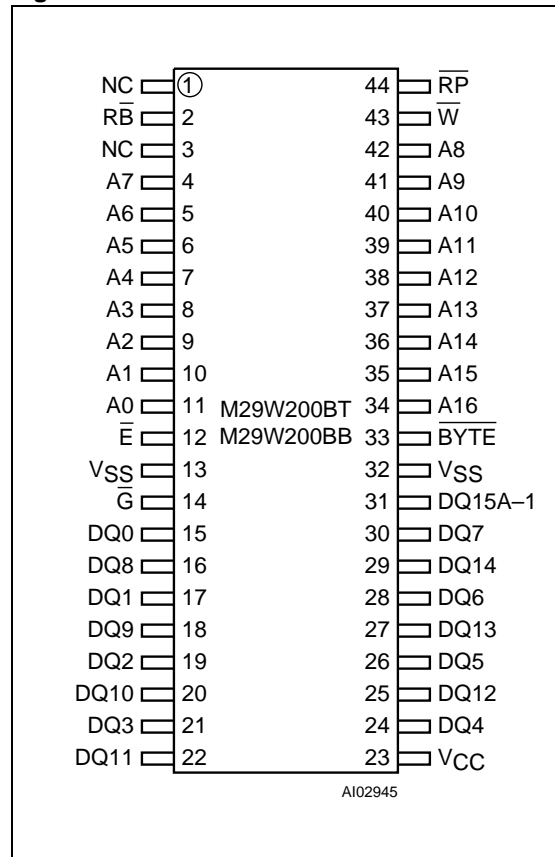 NC 1 44 R̅P̅
RB̅ 2 43 W̅
NC 3 42 A8
A7 4 41 A9
A6 5 40 A10
A5 6 39 A11
A4 7 38 A12
A3 8 37 A13
A2 9 36 A14
A1 10 35 A15
A0 11 M29W200BT 34 A16
E̅ 12 M29W200BB 33 B̅Y̅T̅E̅
VSS 13 32 VSS
G̅ 14 31 DQ15A–1
DQ0 15 30 DQ7
DQ8 16 29 DQ14
DQ1 17 28 DQ6
DQ9 18 27 DQ13
DQ2 19 26 DQ5
DQ10 20 25 DQ12
DQ3 21 24 DQ4
DQ11 22 23 VCC
AI02945